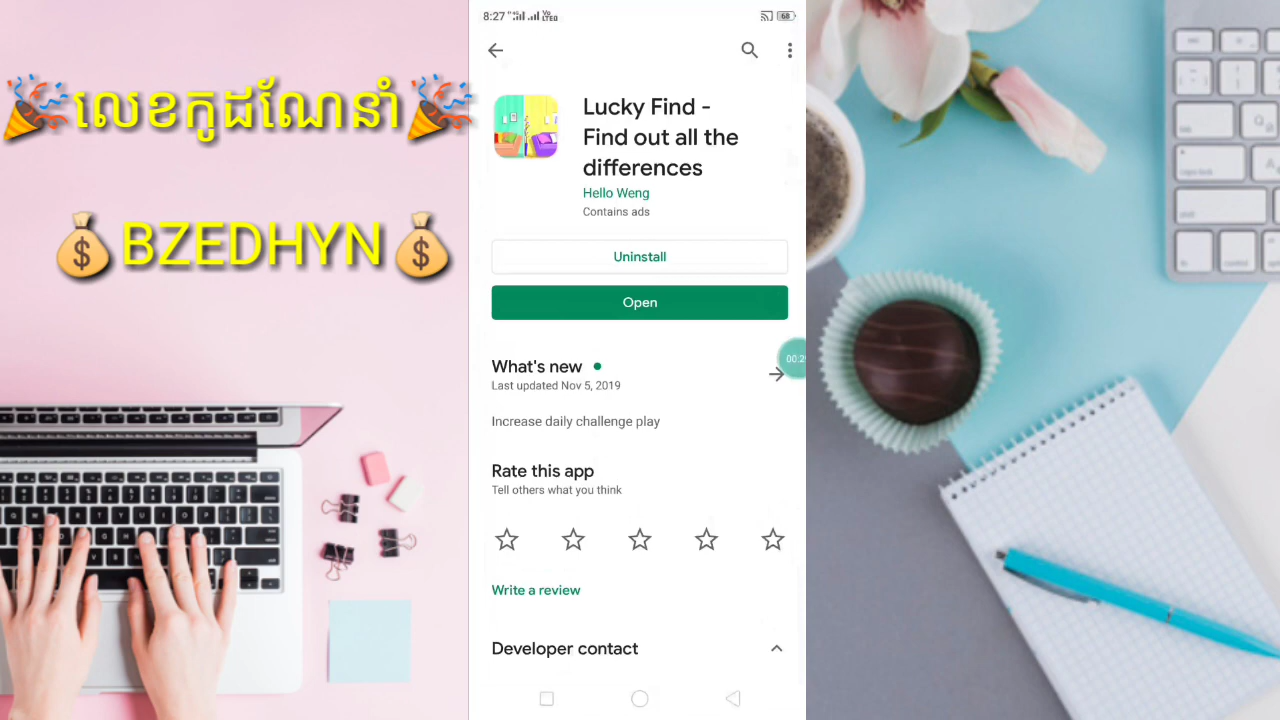 លេខកូដណែនាំ
BZEDHYN
8:27
68
Lucky Find -
Find out all the
differences
Hello Weng
Contains ads
Uninstall
Open
What's new
Last updated Nov 5, 2019
Increase daily challenge play
Rate this app
Tell others what you think
Write a review
Developer contact